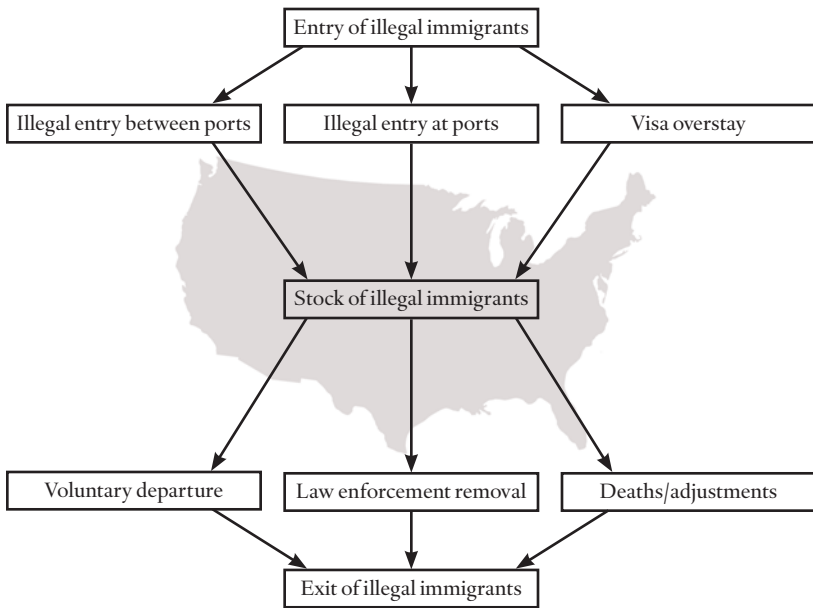 Entry of illegal immigrants
Illegal entry between ports
Illegal entry at ports
Visa overstay
Stock of illegal immigrants
Voluntary departure
Law enforcement removal
Deaths/adjustments
Exit of illegal immigrants